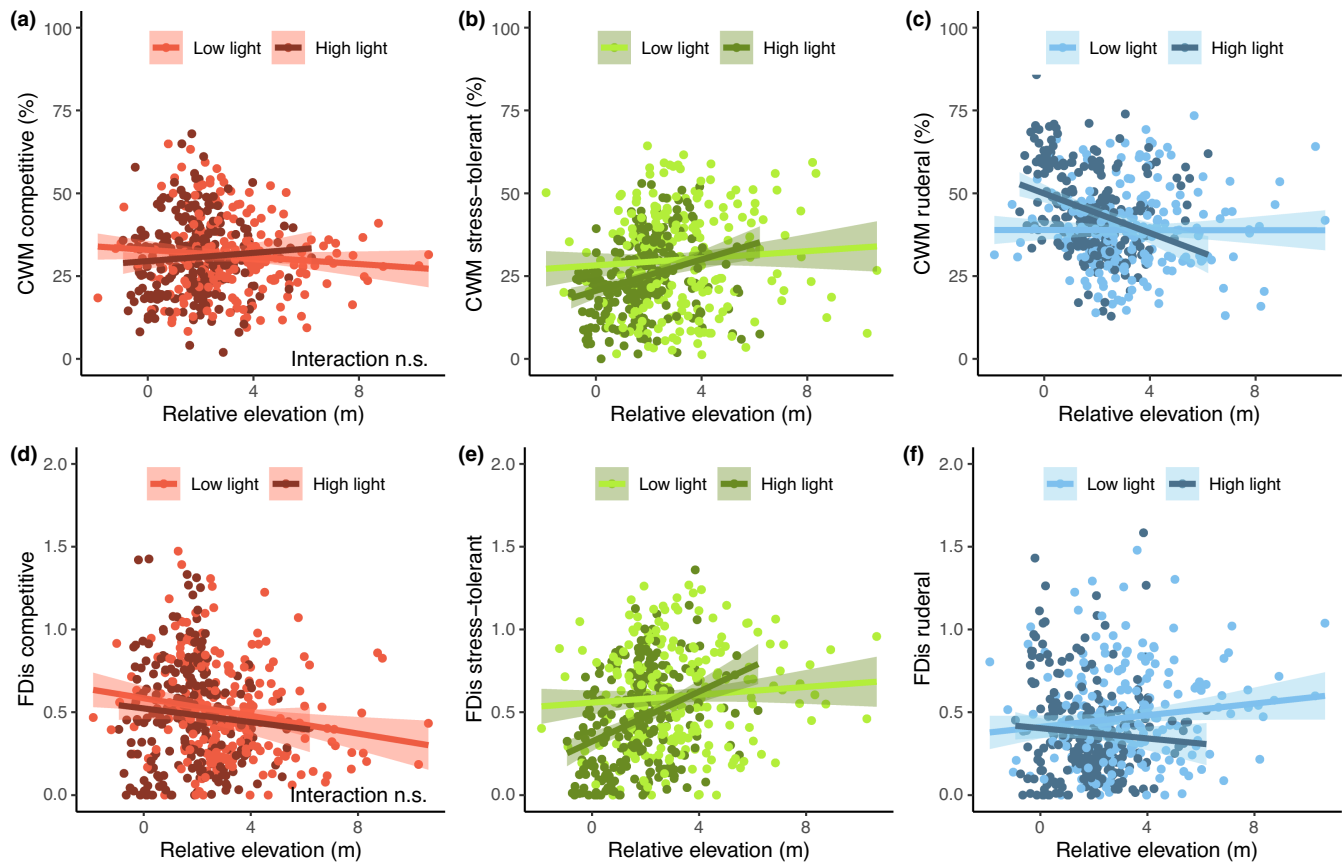 (a)
Low light
High light
CWM competitive (%)
100
75
50
25
0
Interaction n.s.
0
4
8
Relative elevation (m)
(b)
Low light
High light
CWM stress−tolerant (%)
100
75
50
25
0
0
4
8
Relative elevation (m)
(c)
Low light
High light
CWM ruderal (%)
100
75
50
25
0
0
4
8
Relative elevation (m)
(d)
Low light
High light
FDis competitive
2.0
1.5
1.0
0.5
0.0
Interaction n.s.
0
4
8
Relative elevation (m)
(e)
Low light
High light
FDis stress−tolerant
2.0
1.5
1.0
0.5
0.0
0
4
8
Relative elevation (m)
(f)
Low light
High light
FDis ruderal
2.0
1.5
1.0
0.5
0.0
0
4
8
Relative elevation (m)